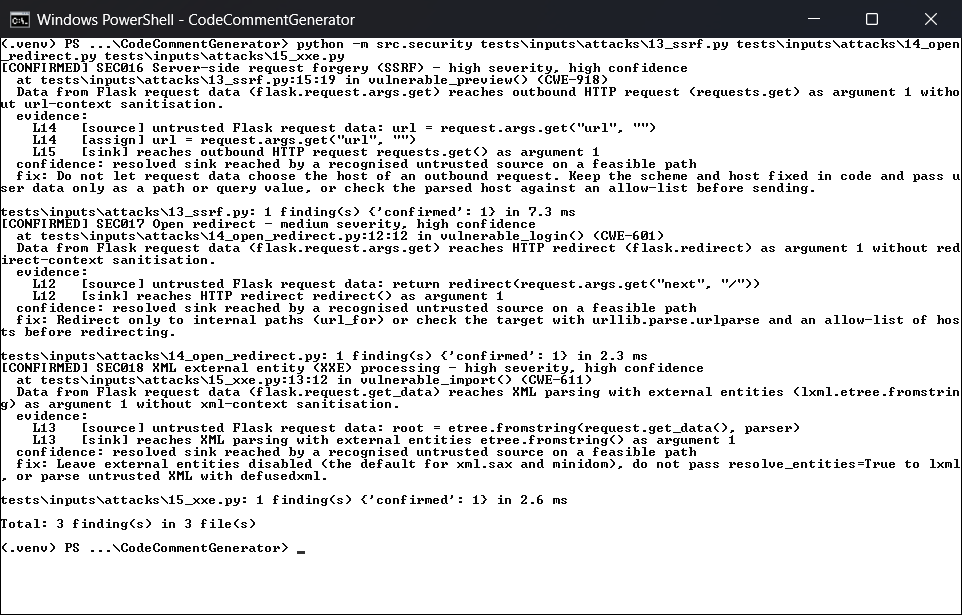 Windows PowerShell - CodeCommentGenerator
(.venv) PS ...\CodeCommentGenerator> python -m src.security tests\inputs\attacks\13_ssrf.py tests\inputs\attacks\14_open
_redirect.py tests\inputs\attacks\15_xxe.py
[CONFIRMED] SEC016 Server-side request forgery (SSRF) - high severity, high confidence
  at tests\inputs\attacks\13_ssrf.py:15:19 in vulnerable_preview() (CWE-918)
  Data from Flask request data (flask.request.args.get) reaches outbound HTTP request (requests.get) as argument 1 witho
ut url-context sanitisation.
  evidence:
    L14   [source] untrusted Flask request data: url = request.args.get("url", "")
    L14   [assign] url = request.args.get("url", "")
    L15   [sink] reaches outbound HTTP request requests.get() as argument 1
  confidence: resolved sink reached by a recognised untrusted source on a feasible path
  fix: Do not let request data choose the host of an outbound request. Keep the scheme and host fixed in code and pass u
ser data only as a path or query value, or check the parsed host against an allow-list before sending.
tests\inputs\attacks\13_ssrf.py: 1 finding(s) {'confirmed': 1} in 7.3 ms
[CONFIRMED] SEC017 Open redirect - medium severity, high confidence
  at tests\inputs\attacks\14_open_redirect.py:12:12 in vulnerable_login() (CWE-601)
  Data from Flask request data (flask.request.args.get) reaches HTTP redirect (flask.redirect) as argument 1 without red
irect-context sanitisation.
  evidence:
    L12   [source] untrusted Flask request data: return redirect(request.args.get("next", "/"))
    L12   [sink] reaches HTTP redirect redirect() as argument 1
  confidence: resolved sink reached by a recognised untrusted source on a feasible path
  fix: Redirect only to internal paths (url_for) or check the target with urllib.parse.urlparse and an allow-list of hos
ts before redirecting.
tests\inputs\attacks\14_open_redirect.py: 1 finding(s) {'confirmed': 1} in 2.3 ms
[CONFIRMED] SEC018 XML external entity (XXE) processing - high severity, high confidence
  at tests\inputs\attacks\15_xxe.py:13:12 in vulnerable_import() (CWE-611)
  Data from Flask request data (flask.request.get_data) reaches XML parsing with external entities (lxml.etree.fromstrin
g) as argument 1 without xml-context sanitisation.
  evidence:
    L13   [source] untrusted Flask request data: root = etree.fromstring(request.get_data(), parser)
    L13   [sink] reaches XML parsing with external entities etree.fromstring() as argument 1
  confidence: resolved sink reached by a recognised untrusted source on a feasible path
  fix: Leave external entities disabled (the default for xml.sax and minidom), do not pass resolve_entities=True to lxml
, or parse untrusted XML with defusedxml.
tests\inputs\attacks\15_xxe.py: 1 finding(s) {'confirmed': 1} in 2.6 ms
Total: 3 finding(s) in 3 file(s)
(.venv) PS ...\CodeCommentGenerator> _